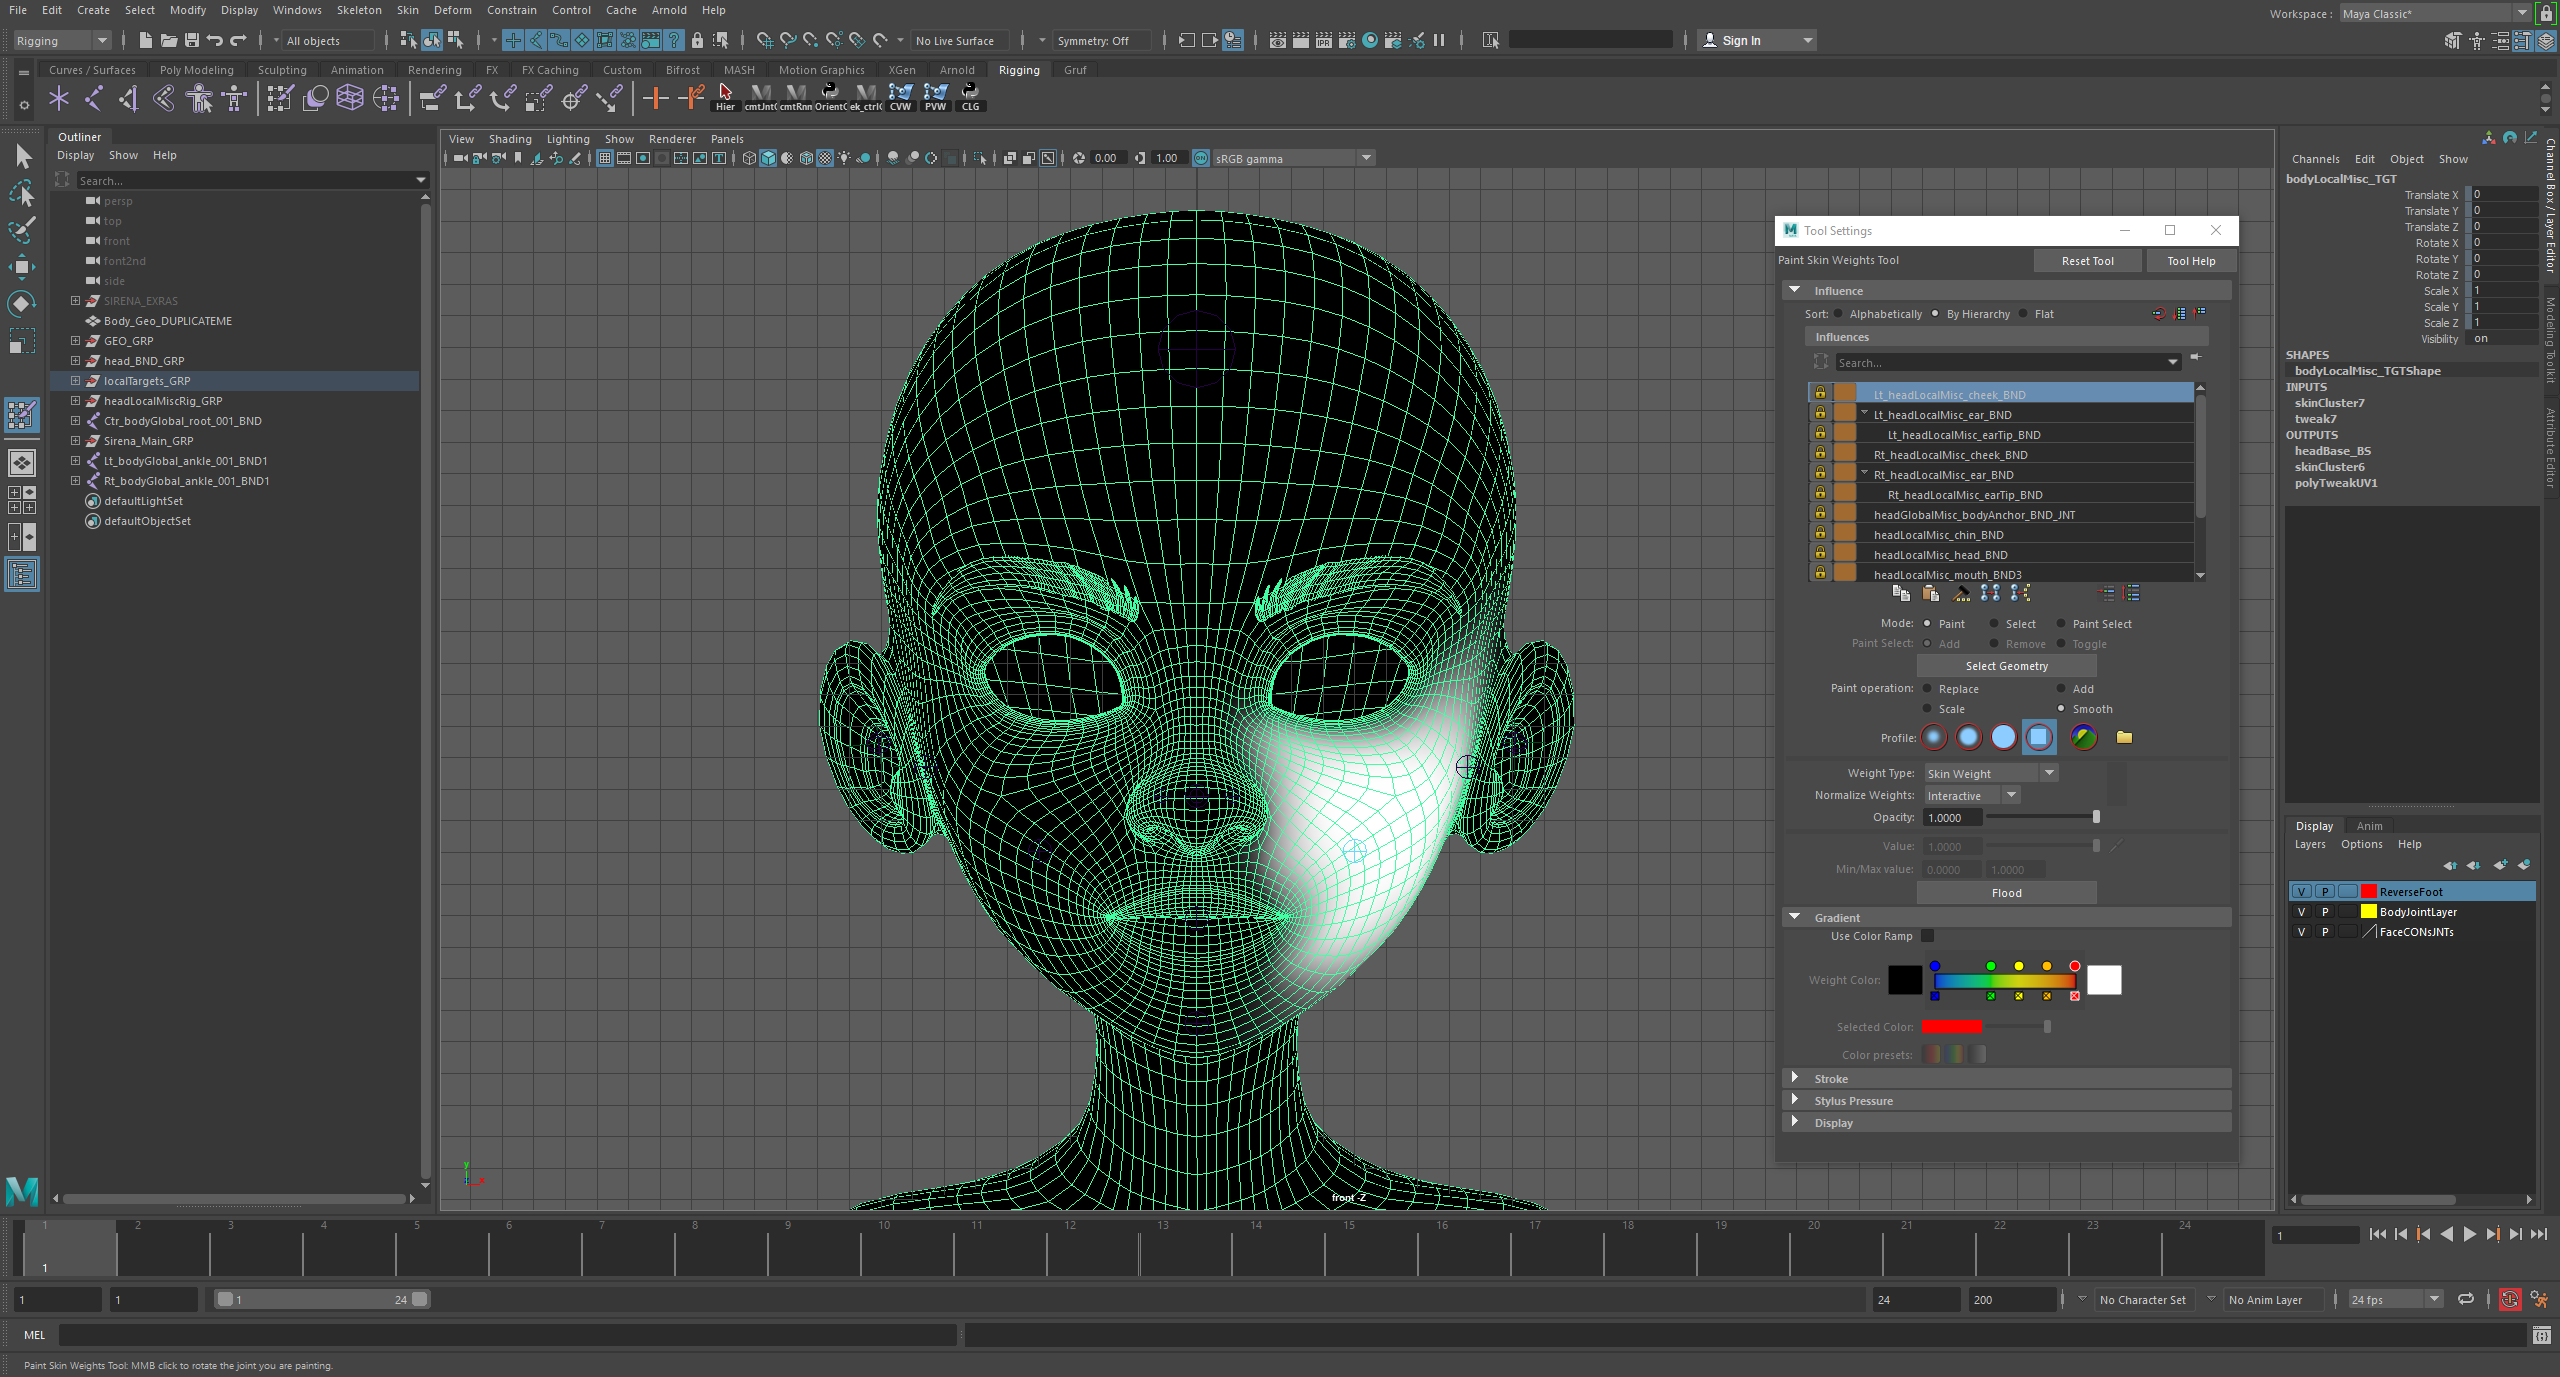 File Edit Create Select Modify Display Windows Skeleton Skin Deform Constrain Control Cache Arnold Help
Workspace : Maya Classic*
Rigging
All objects
No Live Surface
Symmetry: Off
Sign In
Curves / Surfaces Poly Modeling Sculpting Animation Rendering FX FX Caching Custom Bifrost MASH Motion Graphics XGen Arnold Rigging Gruf
Hier cmtJnt cmtRnm Orient ek_ctrl CVW PVW CLG
Outliner
Display Show Help
Search...
persp
top
front
font2nd
side
SIRENA_EXRAS
Body_Geo_DUPLICATEME
GEO_GRP
head_BND_GRP
localTargets_GRP
headLocalMiscRig_GRP
Ctr_bodyGlobal_root_001_BND
Sirena_Main_GRP
Lt_bodyGlobal_ankle_001_BND1
Rt_bodyGlobal_ankle_001_BND1
defaultLightSet
defaultObjectSet
View Shading Lighting Show Renderer Panels
0.00 1.00 ON sRGB gamma
front -Z
y
x
Tool Settings
Paint Skin Weights Tool
Reset Tool Tool Help
Influence
Sort: Alphabetically By Hierarchy Flat
Influences
Search...
Lt_headLocalMisc_cheek_BND
Lt_headLocalMisc_ear_BND
Lt_headLocalMisc_earTip_BND
Rt_headLocalMisc_cheek_BND
Rt_headLocalMisc_ear_BND
Rt_headLocalMisc_earTip_BND
headGlobalMisc_bodyAnchor_BND_JNT
headLocalMisc_chin_BND
headLocalMisc_head_BND
headLocalMisc_mouth_BND3
Mode: Paint Select Paint Select
Paint Select: Add Remove Toggle
Select Geometry
Paint operation: Replace Add
Scale Smooth
Profile:
Weight Type: Skin Weight
Normalize Weights: Interactive
Opacity: 1.0000
Value: 1.0000
Min/Max value: 0.0000 1.0000
Flood
Gradient
Use Color Ramp
Weight Color:
Selected Color:
Color presets:
Stroke
Stylus Pressure
Display
Channels Edit Object Show
bodyLocalMisc_TGT
Translate X 0
Translate Y 0
Translate Z 0
Rotate X 0
Rotate Y 0
Rotate Z 0
Scale X 1
Scale Y 1
Scale Z 1
Visibility on
SHAPES
bodyLocalMisc_TGTShape
INPUTS
skinCluster7
tweak7
OUTPUTS
headBase_BS
skinCluster6
polyTweakUV1
Channel Box / Layer Editor
Modeling Toolkit
Attribute Editor
Display Anim
Layers Options Help
V P ReverseFoot
V P BodyJointLayer
V P FaceCONsJNTs
1 2 3 4 5 6 7 8 9 10 11 12 13 14 15 16 17 18 19 20 21 22 23 24
1
1
1 1 1 24 24 200 No Character Set No Anim Layer 24 fps
MEL
Paint Skin Weights Tool: MMB click to rotate the joint you are painting.